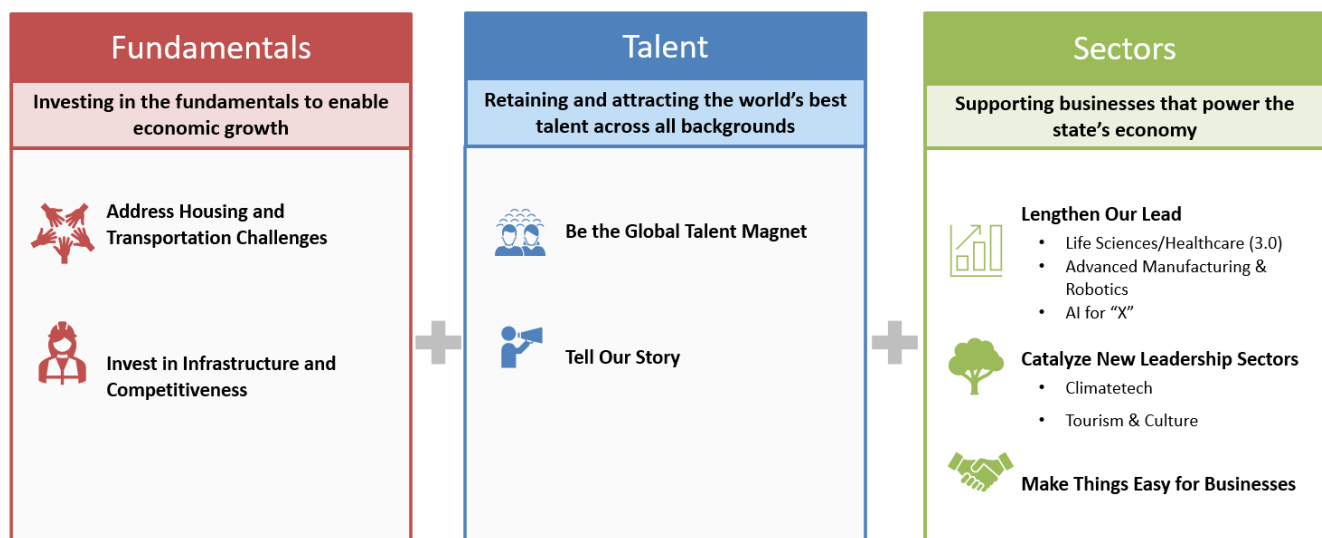 Fundamentals
Investing in the fundamentals to enable
economic growth
Address Housing and
Transportation Challenges
Invest in Infrastructure and
Competitiveness
Talent
Retaining and attracting the world's best
talent across all backgrounds
Be the Global Talent Magnet
Tell Our Story
Sectors
Supporting businesses that power the
state's economy
Lengthen Our Lead
• Life Sciences/Healthcare (3.0)
• Advanced Manufacturing &
Robotics
• AI for “X”
Catalyze New Leadership Sectors
• Climatetech
• Tourism & Culture
Make Things Easy for Businesses